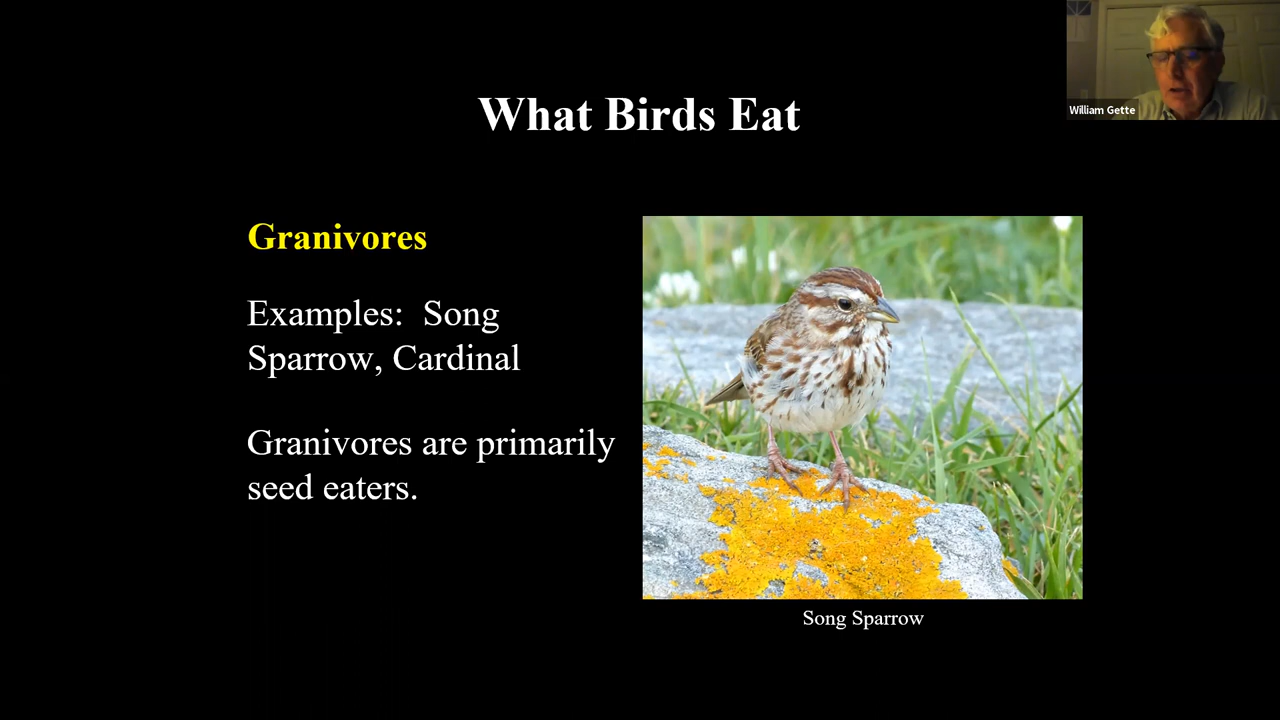 William Gette
What Birds Eat
Granivores
Examples:  Song
Sparrow, Cardinal
Granivores are primarily
seed eaters.
Song Sparrow